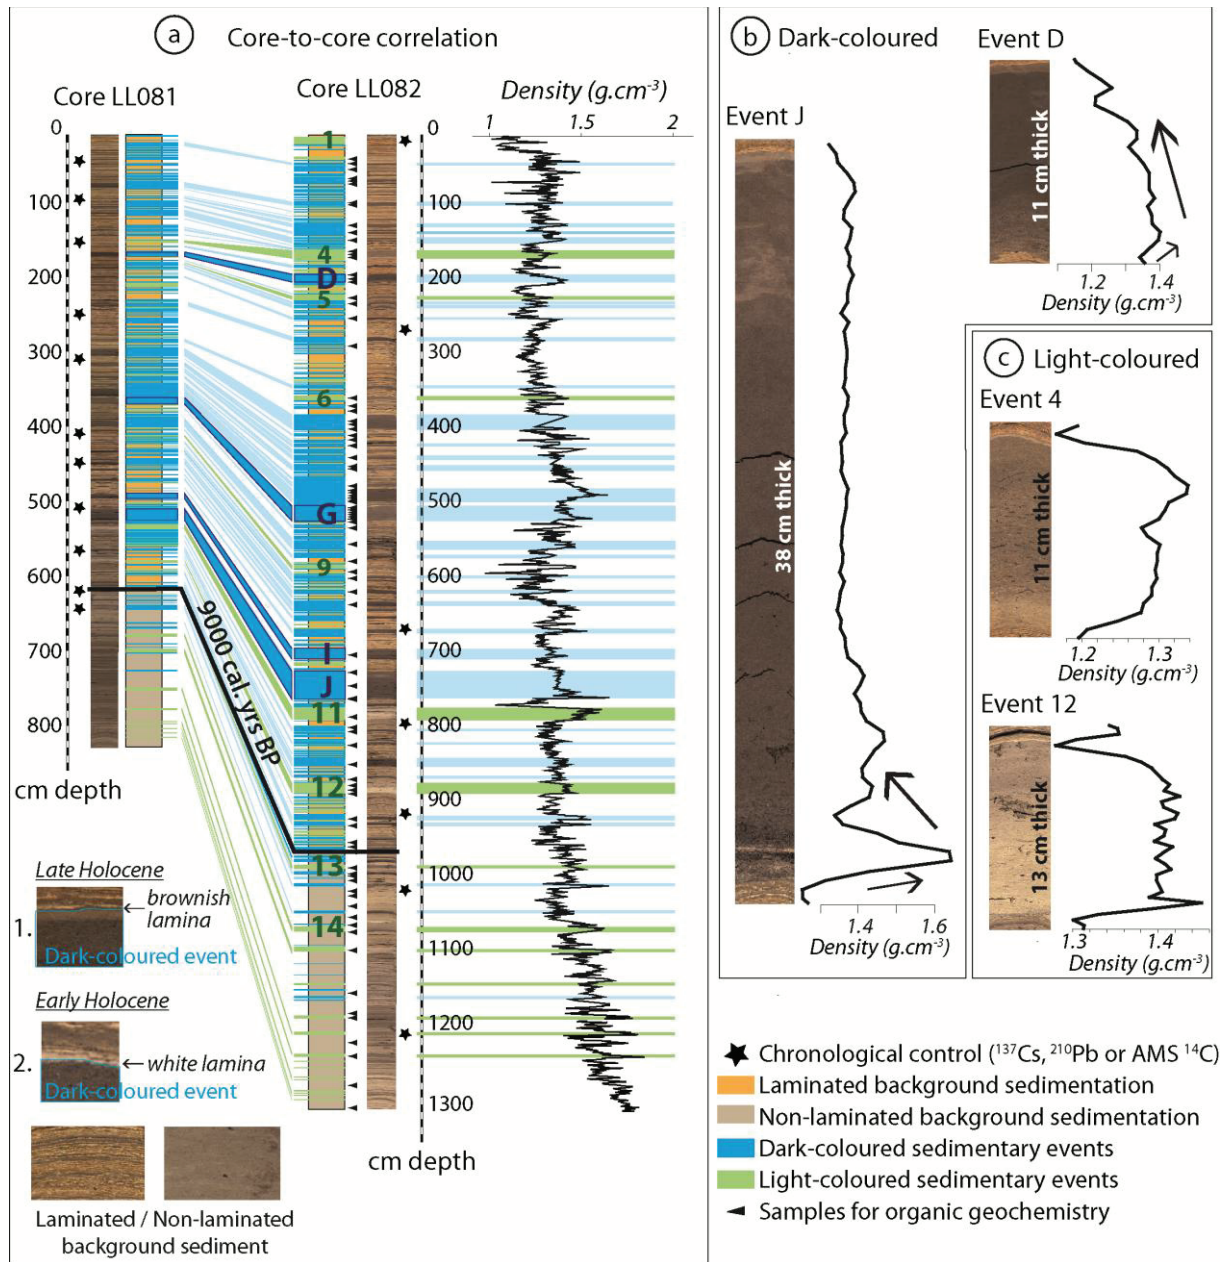 a Core-to-core correlation
Core LL081
Core LL082
Density (g.cm⁻³)
1 1.5 2
0
100
200
300
400
500
600
700
800
cm depth
1
4
D
5
6
G
9
I
J
11
12
13
14
9000 cal. yrs BP
0
100
200
300
400
500
600
700
800
900
1000
1100
1200
1300
cm depth
Late Holocene
brownish
lamina
1.
Dark-coloured event
Early Holocene
2.
white lamina
Dark-coloured event
Laminated / Non-laminated
background sediment
b Dark-coloured
Event J
38 cm thick
1.4 1.6
Density (g.cm⁻³)
Event D
11 cm thick
1.2 1.4
Density (g.cm⁻³)
c Light-coloured
Event 4
11 cm thick
1.2 1.3
Density (g.cm⁻³)
Event 12
13 cm thick
1.3 1.4
Density (g.cm⁻³)
Chronological control (¹³⁷Cs, ²¹⁰Pb or AMS ¹⁴C)
Laminated background sedimentation
Non-laminated background sedimentation
Dark-coloured sedimentary events
Light-coloured sedimentary events
Samples for organic geochemistry